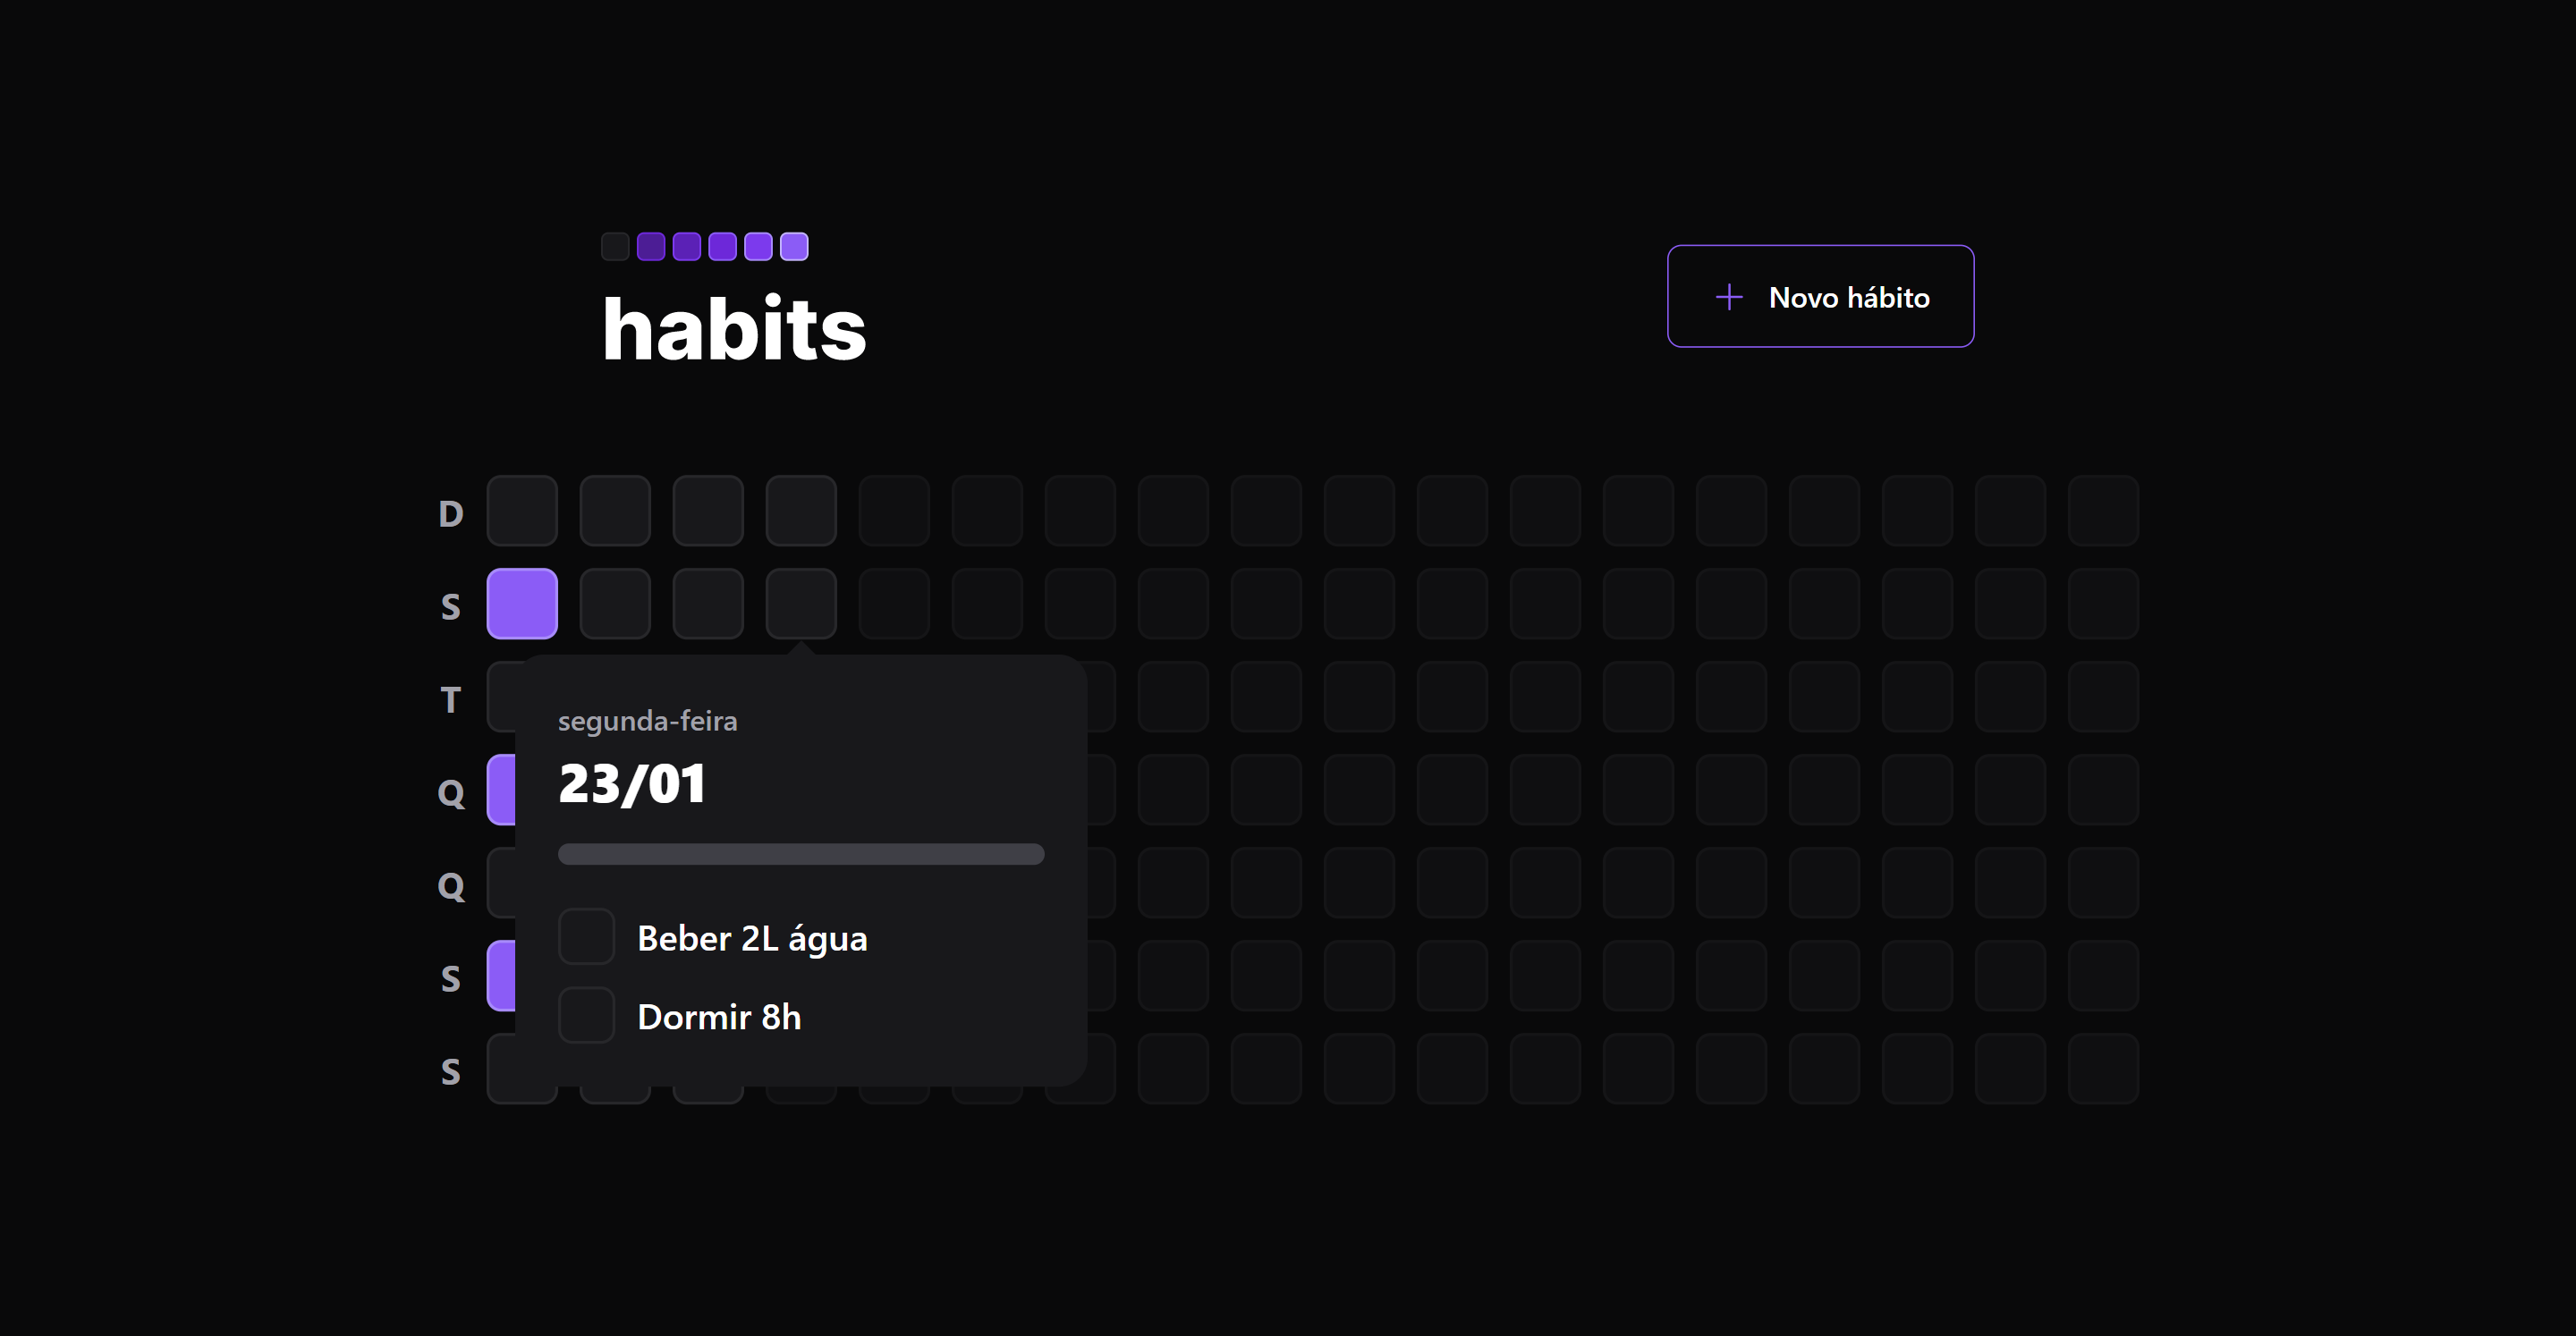 habits
Novo hábito
D
S
T
Q
Q
S
S
segunda-feira
23/01
Beber 2L água
Dormir 8h